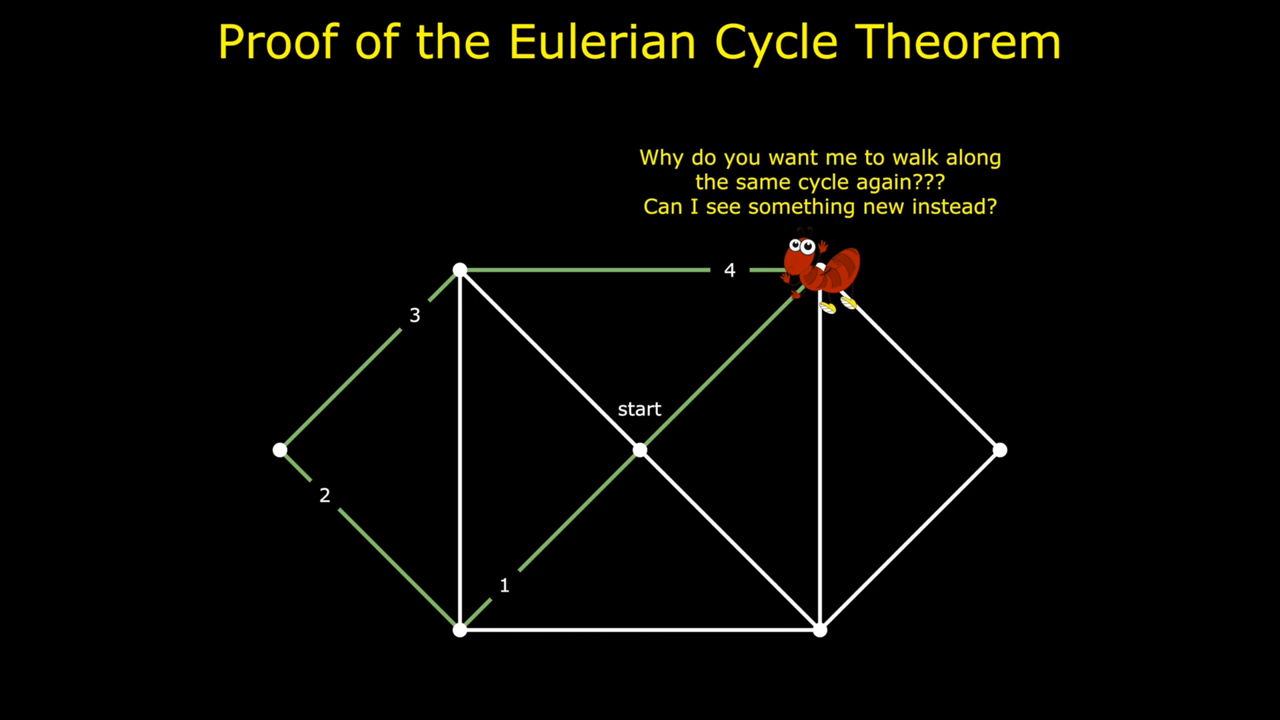 Proof of the Eulerian Cycle Theorem
Why do you want me to walk along
the same cycle again???
Can I see something new instead?
4
3
start
2
1